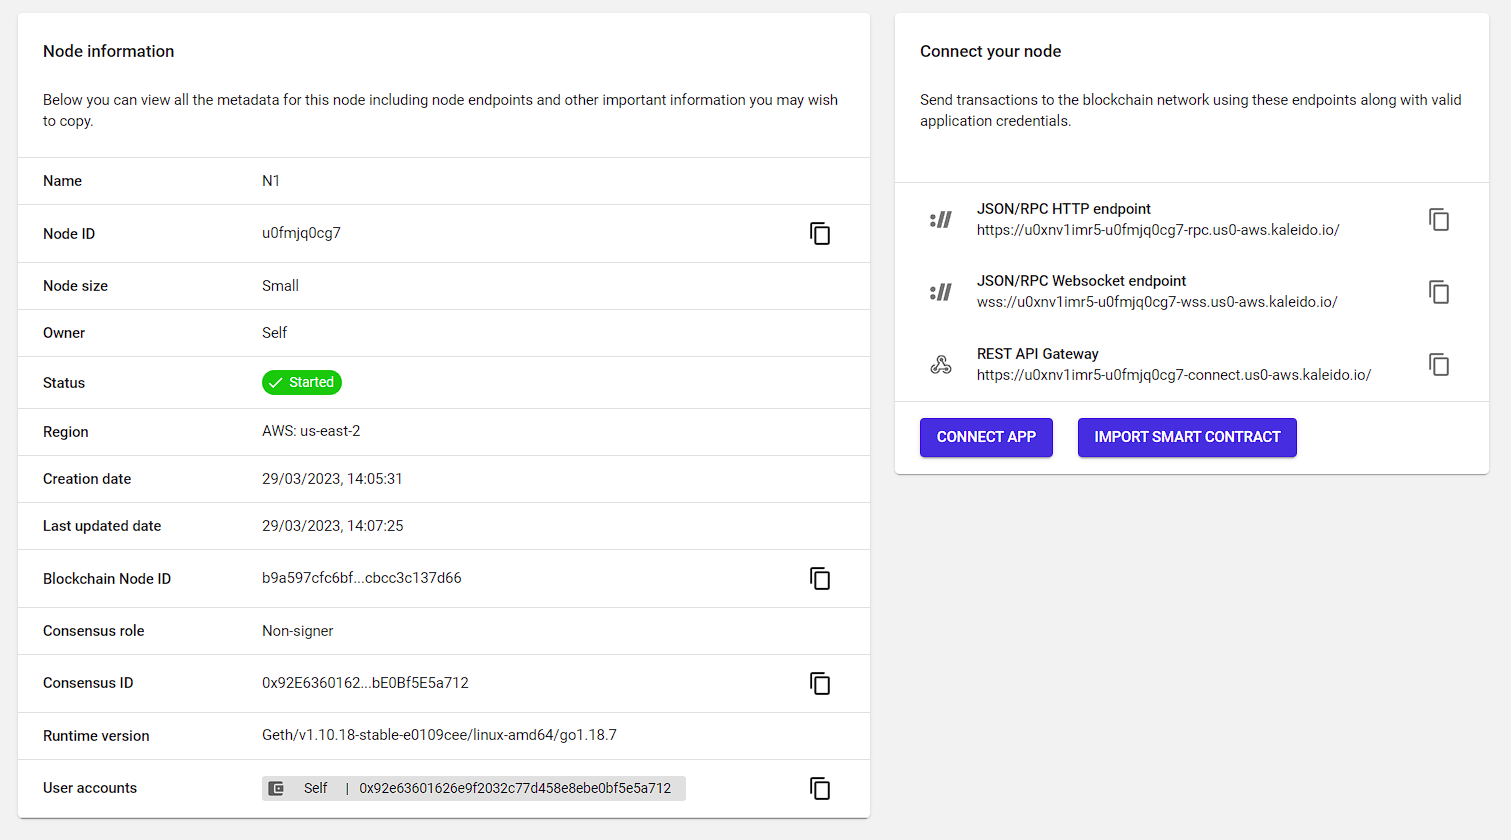 Node information
Below you can view all the metadata for this node including node endpoints and other important information you may wish
to copy.
Name N1
Node ID u0fmjq0cg7
Node size Small
Owner Self
Status Started
Region AWS: us-east-2
Creation date 29/03/2023, 14:05:31
Last updated date 29/03/2023, 14:07:25
Blockchain Node ID b9a597cfc6bf...cbcc3c137d66
Consensus role Non-signer
Consensus ID 0x92E6360162...bE0Bf5E5a712
Runtime version Geth/v1.10.18-stable-e0109cee/linux-amd64/go1.18.7
User accounts Self | 0x92e63601626e9f2032c77d458e8ebe0bf5e5a712
Connect your node
Send transactions to the blockchain network using these endpoints along with valid
application credentials.
JSON/RPC HTTP endpoint
https://u0xnv1imr5-u0fmjq0cg7-rpc.us0-aws.kaleido.io/
JSON/RPC Websocket endpoint
wss://u0xnv1imr5-u0fmjq0cg7-wss.us0-aws.kaleido.io/
REST API Gateway
https://u0xnv1imr5-u0fmjq0cg7-connect.us0-aws.kaleido.io/
CONNECT APP
IMPORT SMART CONTRACT